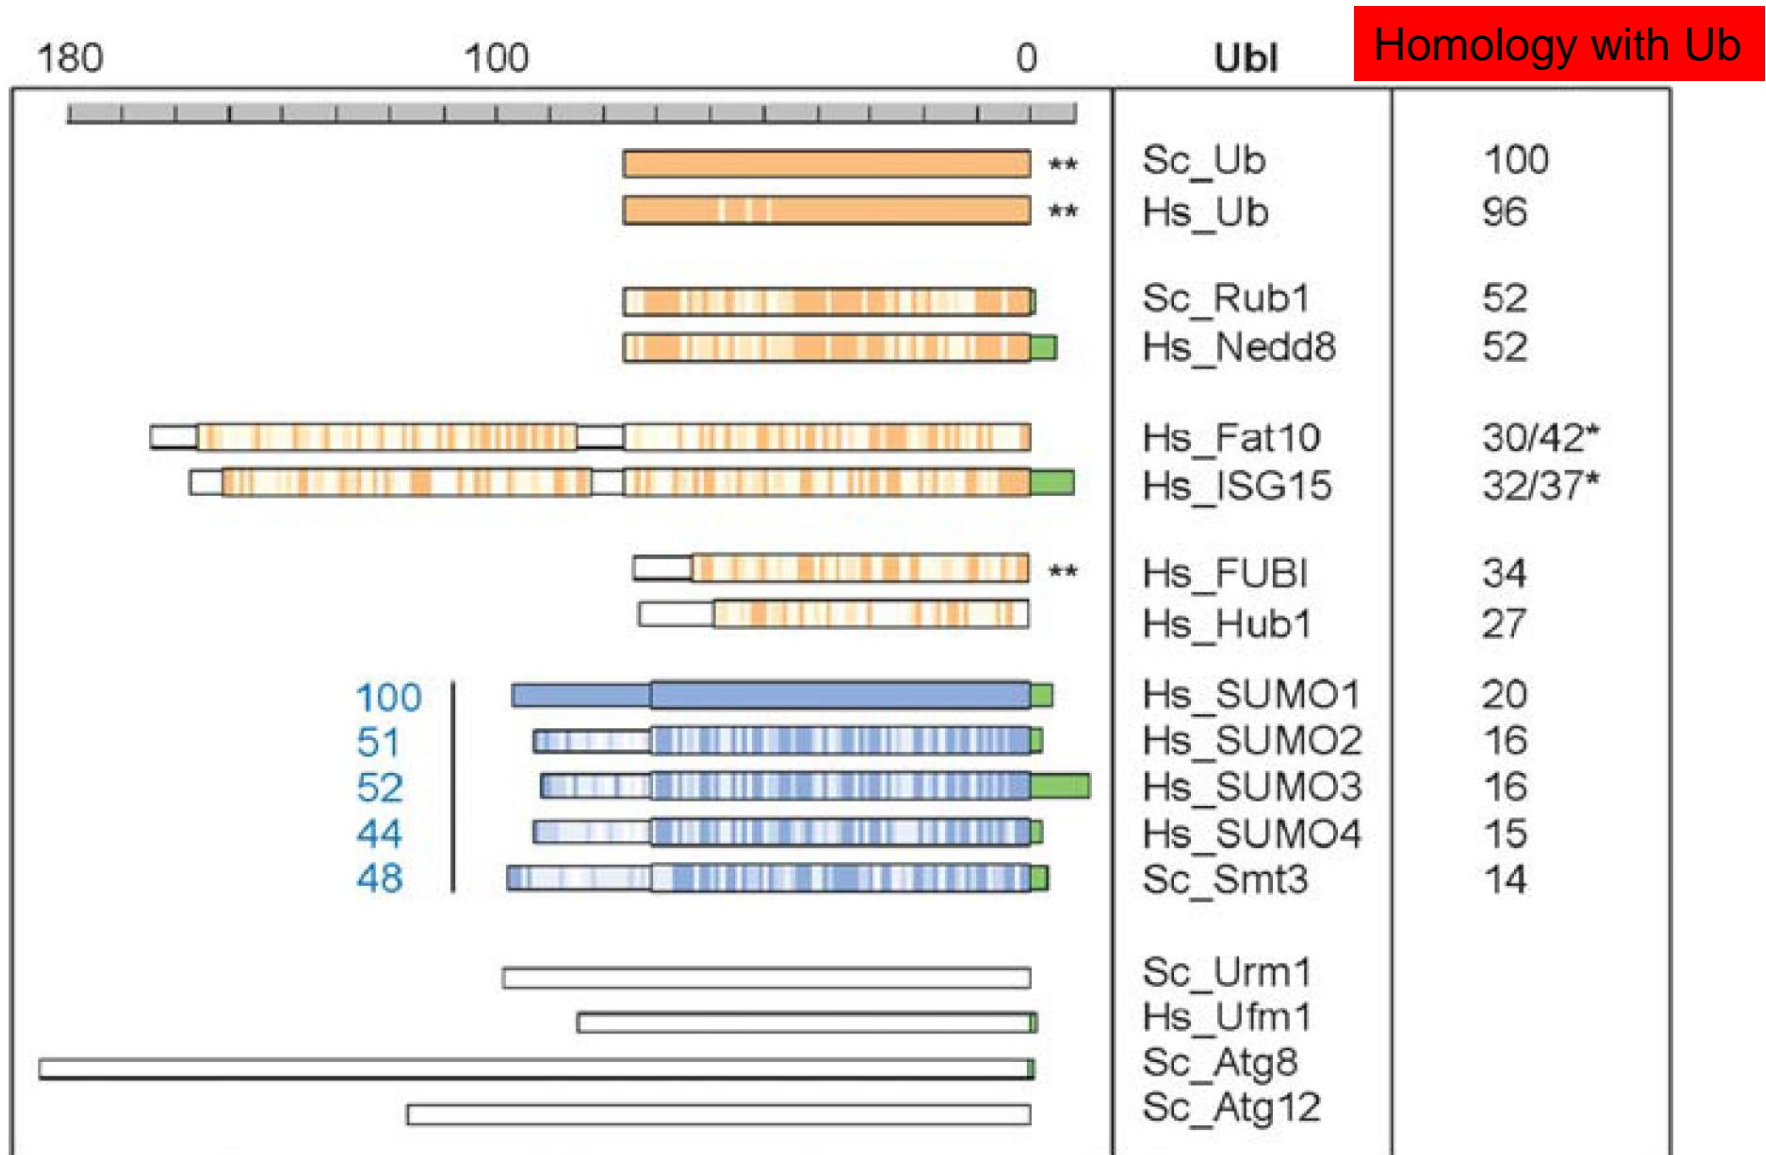 180 100 0 Ubl Homology with Ub
** Sc_Ub 100
** Hs_Ub 96
Sc_Rub1 52
Hs_Nedd8 52
Hs_Fat10 30/42*
Hs_ISG15 32/37*
** Hs_FUBI 34
Hs_Hub1 27
100 Hs_SUMO1 20
51 Hs_SUMO2 16
52 Hs_SUMO3 16
44 Hs_SUMO4 15
48 Sc_Smt3 14
Sc_Urm1
Hs_Ufm1
Sc_Atg8
Sc_Atg12